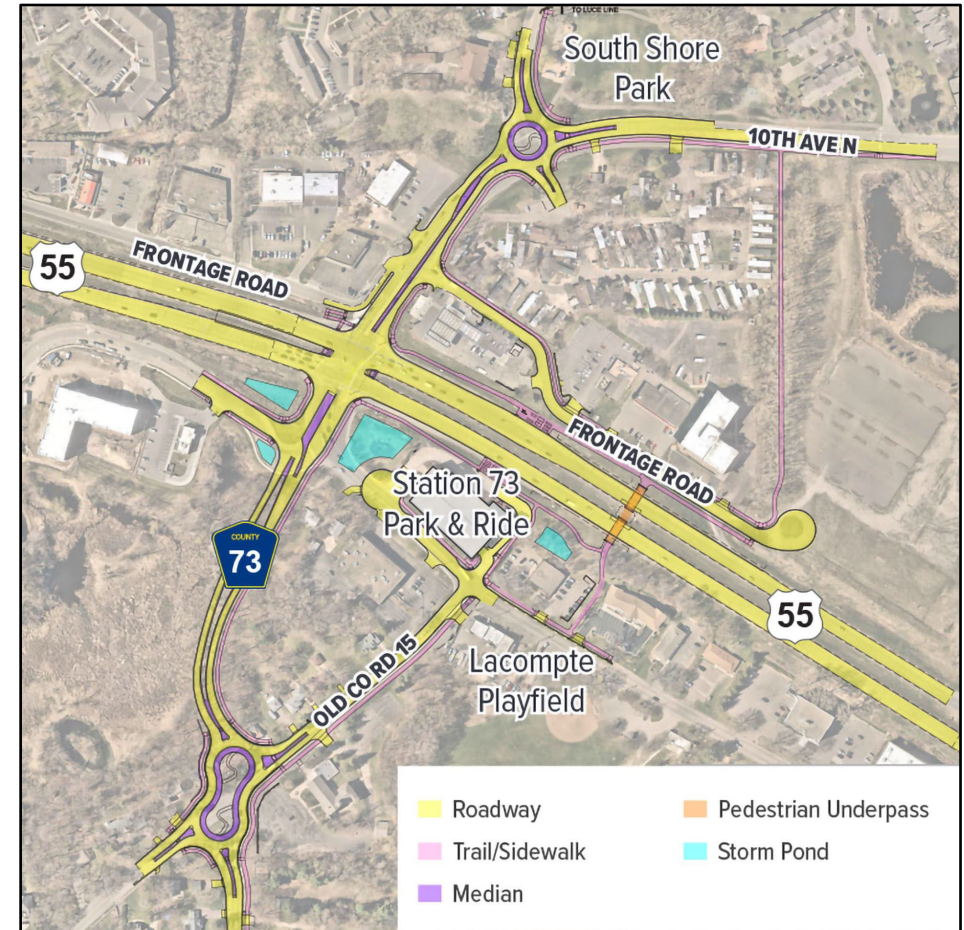 TO LUCE LINE
South Shore
Park
10TH AVE N
55
FRONTAGE ROAD
FRONTAGE ROAD
Station 73
Park & Ride
COUNTY
73
55
OLD CO RD 15
Lacompte
Playfield
Roadway
Pedestrian Underpass
Trail/Sidewalk
Storm Pond
Median